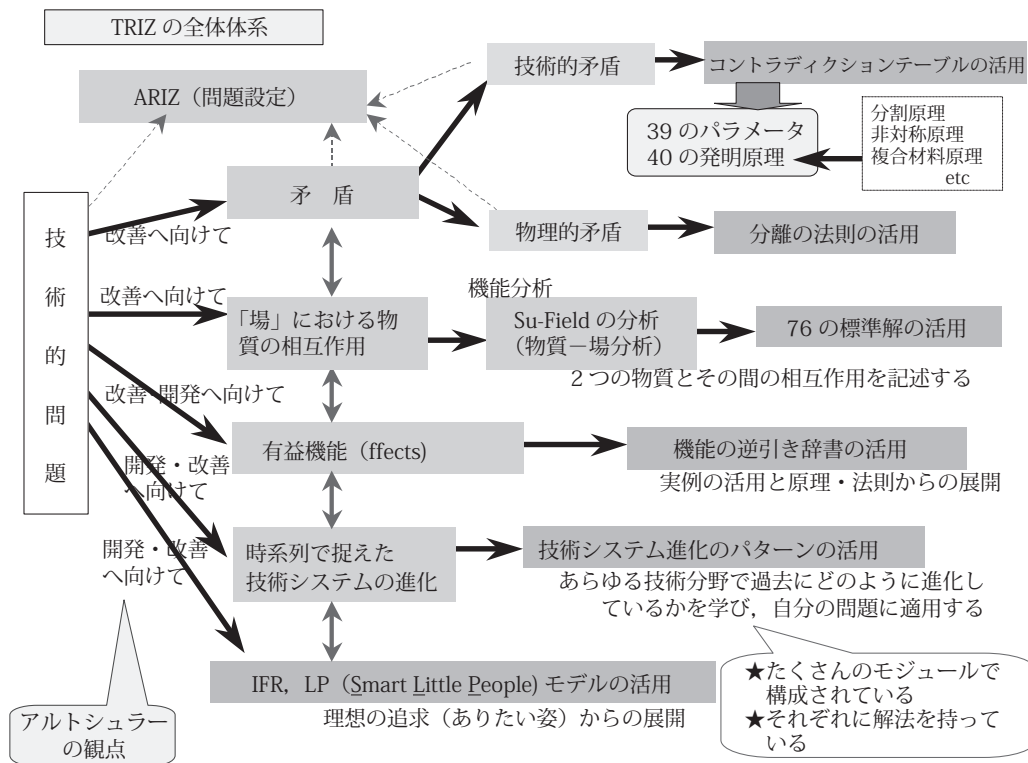 TRIZ の全体体系
ARIZ（問題設定）
技術的矛盾
コントラディクションテーブルの活用
39 のパラメータ
40 の発明原理
分割原理
非対称原理
複合材料原理
etc
技術的問題
改善へ向けて
矛　盾
物理的矛盾
分離の法則の活用
改善へ向けて
「場」における物
質の相互作用
機能分析
Su-Field の分析
（物質－場分析）
76 の標準解の活用
2 つの物質とその間の相互作用を記述する
改善・開発へ向けて
有益機能（ffects)
機能の逆引き辞書の活用
実例の活用と原理・法則からの展開
開発・改善
へ向けて
時系列で捉えた
技術システムの進化
技術システム進化のパターンの活用
あらゆる技術分野で過去にどのように進化し
ているかを学び，自分の問題に適用する
開発・改善
へ向けて
IFR，LP（Smart Little People) モデルの活用
理想の追求（ありたい姿）からの展開
アルトシュラー
の観点
★たくさんのモジュールで
構成されている
★それぞれに解法を持って
いる